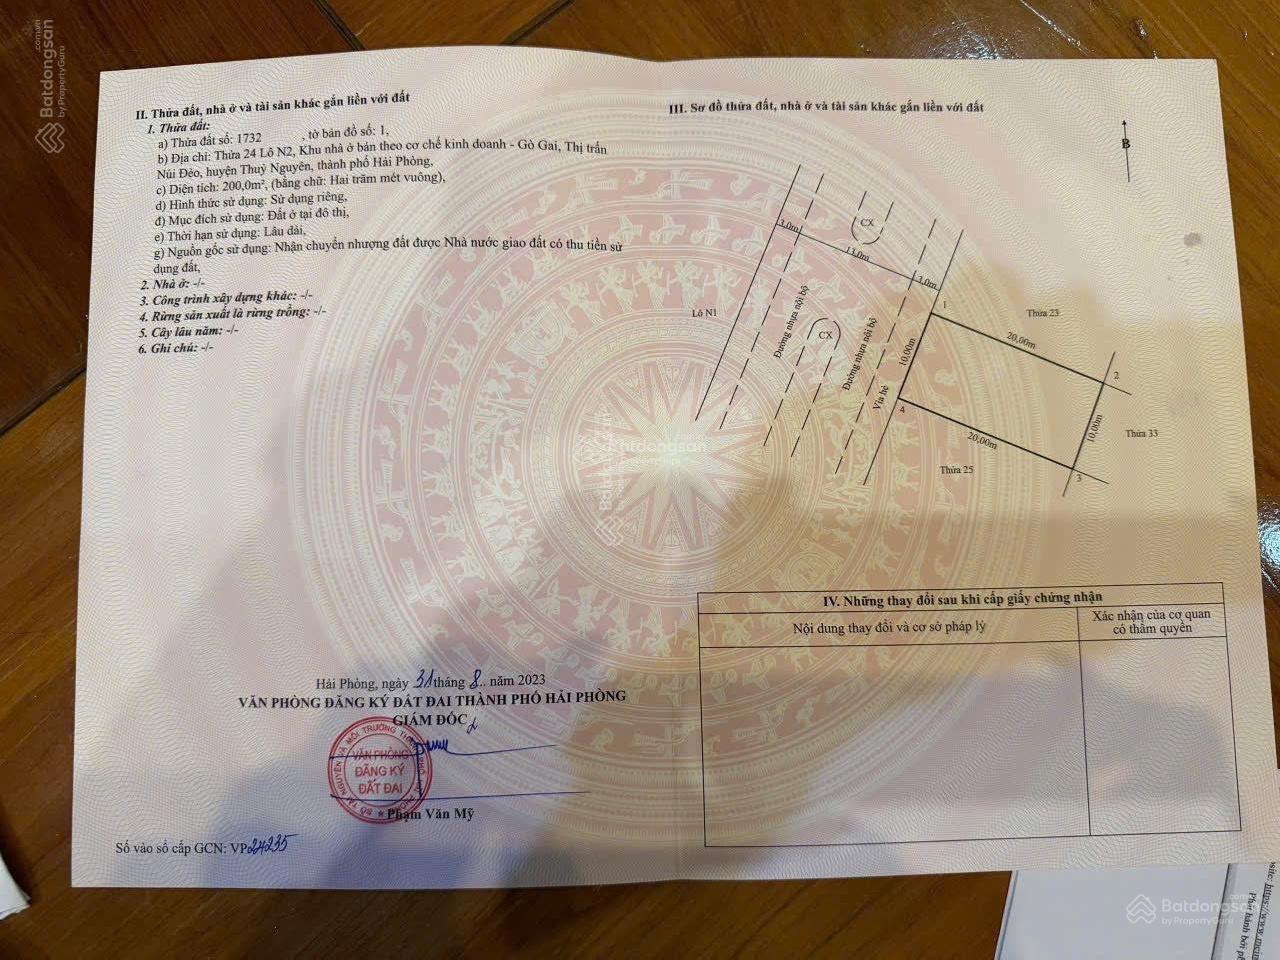 Batdongsan
.com.vn
by PropertyGuru
II. Thửa đất, nhà ở và tài sản khác gắn liền với đất
1. Thửa đất:
a) Thửa đất số: 1732 , tờ bản đồ số: 1,
b) Địa chỉ: Thửa 24 Lô N2, Khu nhà ở bán theo cơ chế kinh doanh - Gò Gai, Thị trấn
Núi Đèo, huyện Thuỷ Nguyên, thành phố Hải Phòng,
c) Diện tích: 200,0m², (bằng chữ: Hai trăm mét vuông),
d) Hình thức sử dụng: Sử dụng riêng,
đ) Mục đích sử dụng: Đất ở tại đô thị,
e) Thời hạn sử dụng: Lâu dài,
g) Nguồn gốc sử dụng: Nhận chuyển nhượng đất được Nhà nước giao đất có thu tiền sử
dụng đất,
2. Nhà ở: -/-
3. Công trình xây dựng khác: -/-
4. Rừng sản xuất là rừng trồng: -/-
5. Cây lâu năm: -/-
6. Ghi chú: -/-
Hải Phòng, ngày 31 tháng 8.. năm 2023
VĂN PHÒNG ĐĂNG KÝ ĐẤT ĐAI THÀNH PHỐ HẢI PHÒNG
GIÁM ĐỐC
VĂN PHÒNG
ĐĂNG KÝ
ĐẤT ĐAI
Phạm Văn Mỹ
Số vào sổ cấp GCN: VP24235
III. Sơ đồ thửa đất, nhà ở và tài sản khác gắn liền với đất
B
3.0m
CX
13.0m
3.0m
1
Thửa 23
Lô N1
Đường nhựa nội bộ
CX
Đường nhựa nội bộ
Vỉa hè
10,00m
20,00m
2
4
20,00m
10,00m
Thửa 33
Thửa 25
3
Batdongsan
IV. Những thay đổi sau khi cấp giấy chứng nhận
Nội dung thay đổi và cơ sở pháp lý
Xác nhận của cơ quan
có thẩm quyền
Batdongsan
.com.vn
by PropertyGuru